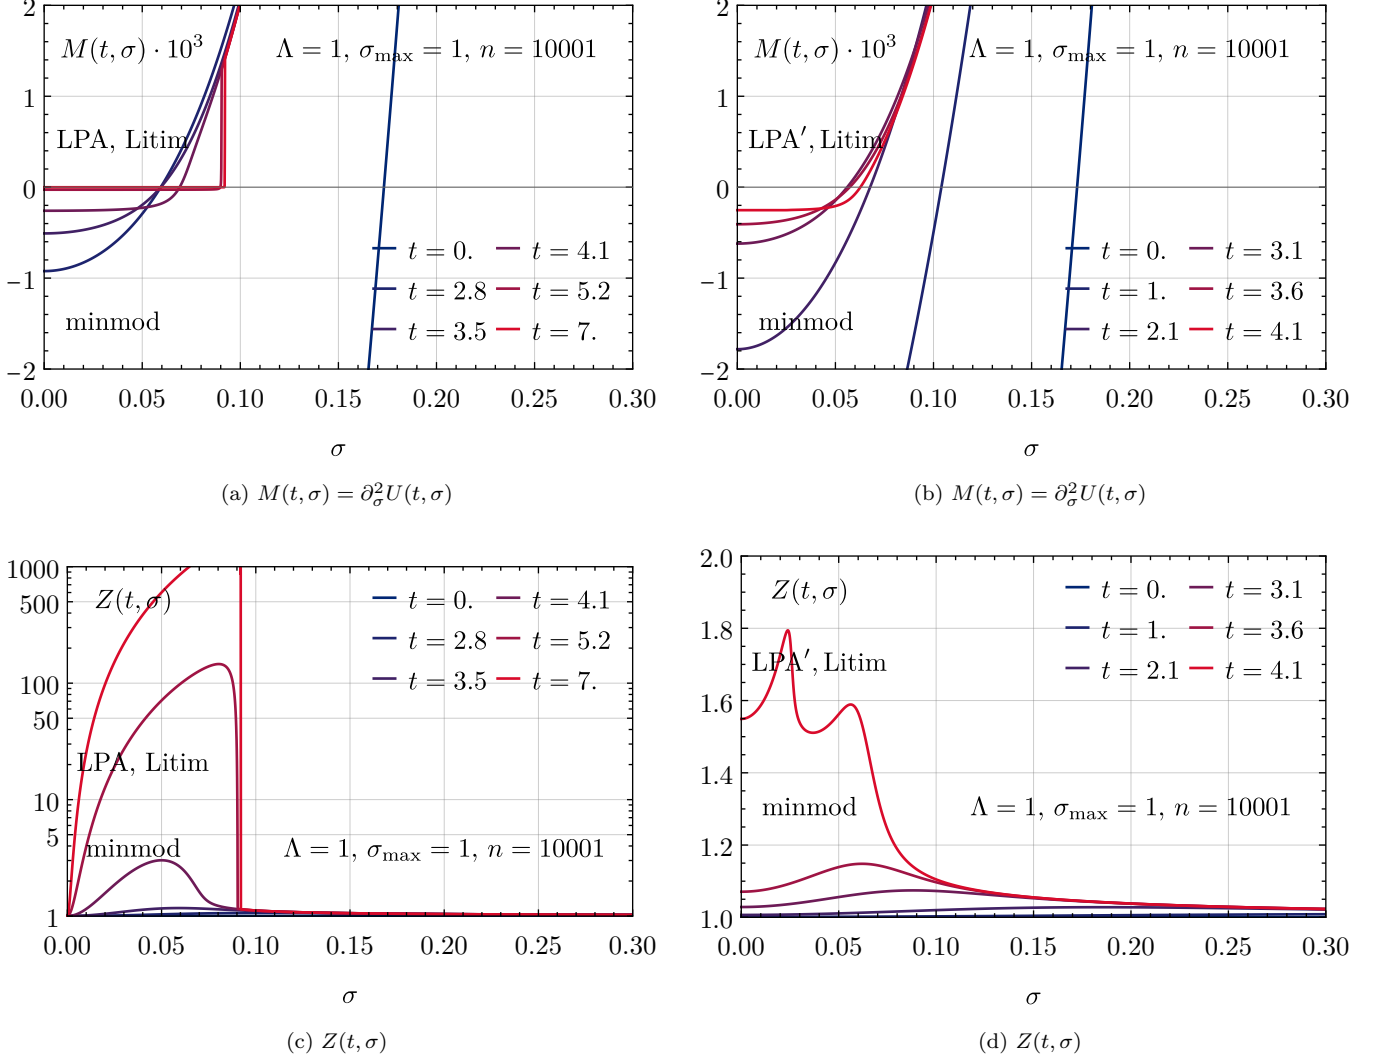 2
1
0
−1
−2
M(t, σ) · 10³
Λ = 1, σₘₐₓ = 1, n = 10001
LPA, Litim
minmod
t = 0.
t = 2.8
t = 3.5
t = 4.1
t = 5.2
t = 7.
0.00 0.05 0.10 0.15 0.20 0.25 0.30
σ
(a) M(t, σ) = ∂²σU(t, σ)
2
1
0
−1
−2
M(t, σ) · 10³
Λ = 1, σₘₐₓ = 1, n = 10001
LPA′, Litim
minmod
t = 0.
t = 1.
t = 2.1
t = 3.1
t = 3.6
t = 4.1
0.00 0.05 0.10 0.15 0.20 0.25 0.30
σ
(b) M(t, σ) = ∂²σU(t, σ)
1000
500
100
50
10
5
1
Z(t, σ)
t = 0.
t = 2.8
t = 3.5
t = 4.1
t = 5.2
t = 7.
LPA, Litim
minmod
Λ = 1, σₘₐₓ = 1, n = 10001
0.00 0.05 0.10 0.15 0.20 0.25 0.30
σ
(c) Z(t, σ)
2.0
1.8
1.6
1.4
1.2
1.0
Z(t, σ)
t = 0.
t = 1.
t = 2.1
t = 3.1
t = 3.6
t = 4.1
LPA′, Litim
minmod
Λ = 1, σₘₐₓ = 1, n = 10001
0.00 0.05 0.10 0.15 0.20 0.25 0.30
σ
(d) Z(t, σ)